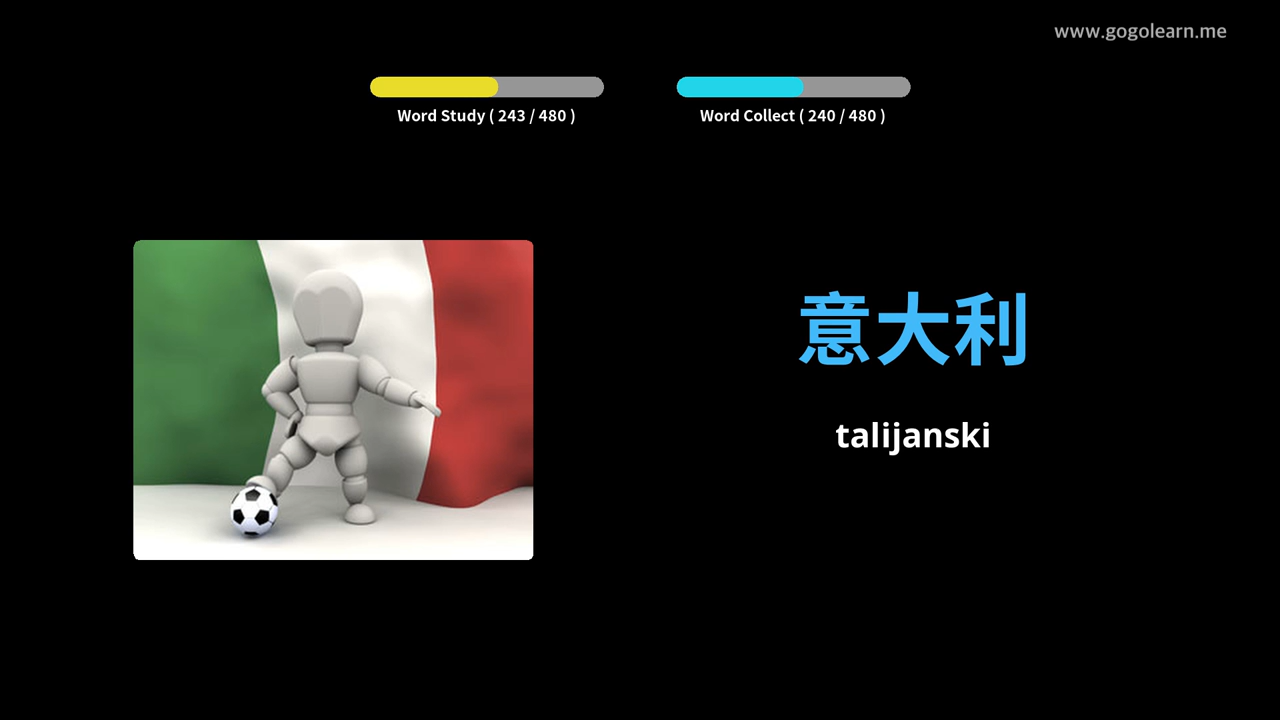 www.gogolearn.me
Word Study ( 243 / 480 )
Word Collect ( 240 / 480 )
意大利
talijanski